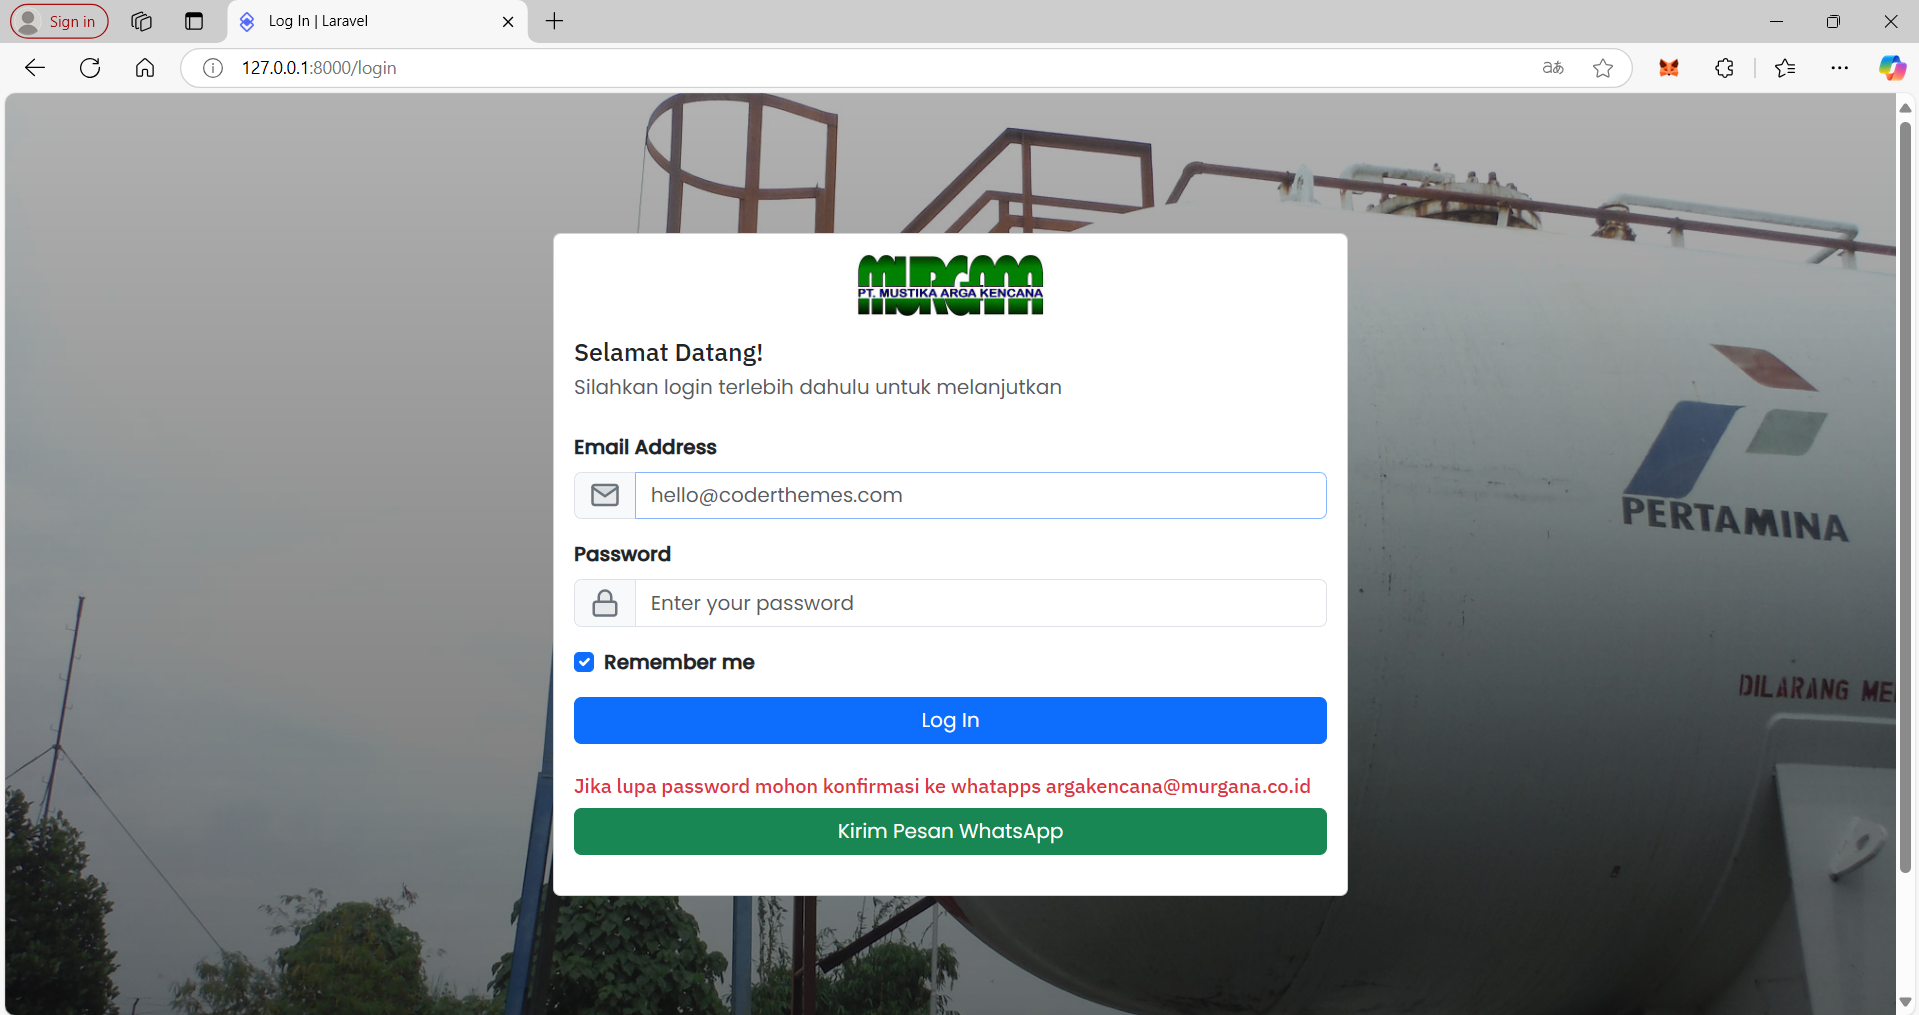 Sign in
Log In | Laravel
127.0.0.1:8000/login
aあ
MURGANA
PT. MUSTIKA ARGA KENCANA
Selamat Datang!
Silahkan login terlebih dahulu untuk melanjutkan
Email Address
hello@coderthemes.com
Password
Enter your password
Remember me
Log In
Jika lupa password mohon konfirmasi ke whatapps argakencana@murgana.co.id
Kirim Pesan WhatsApp
PERTAMINA
DILARANG ME